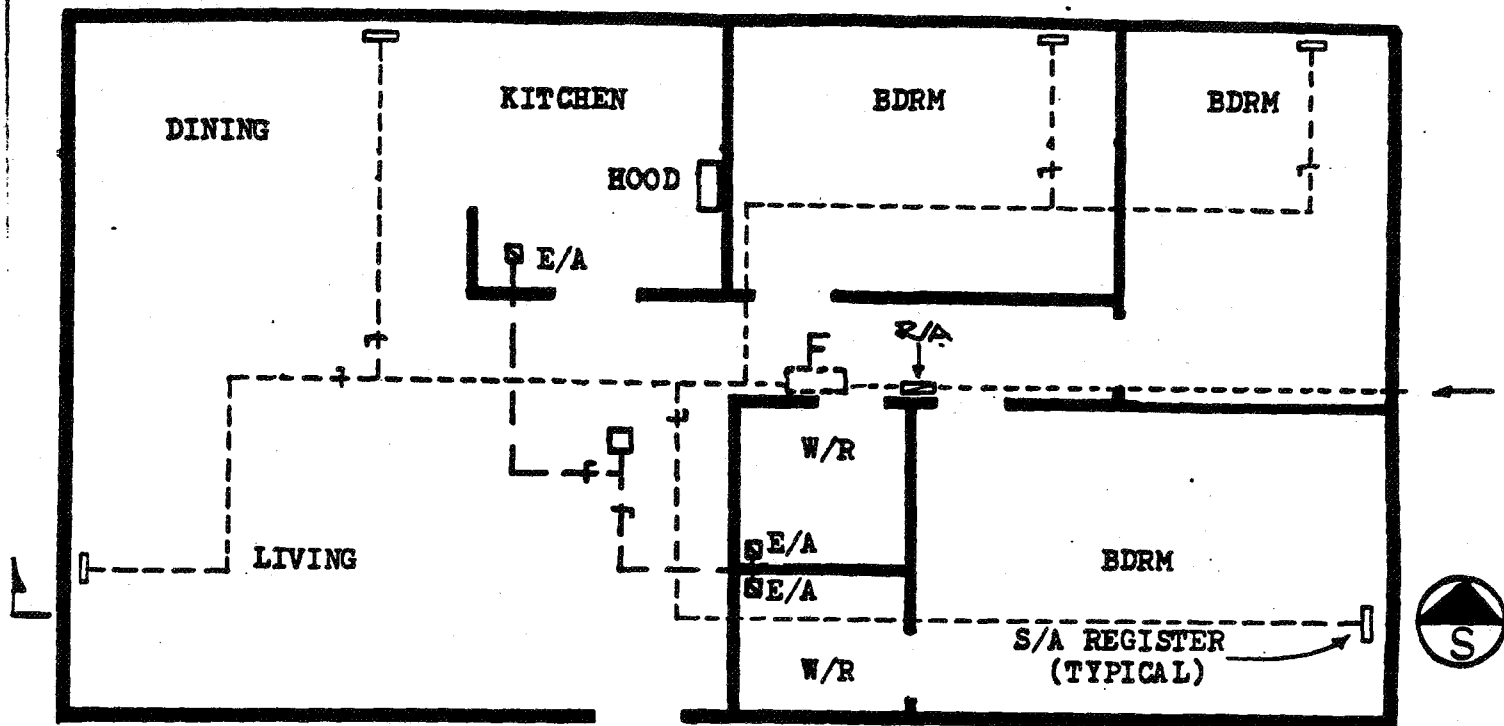 DINING
KITCHEN
BDRM
BDRM
HOOD
E/A
F
R/A
W/R
E/A
E/A
LIVING
BDRM
S/A REGISTER
(TYPICAL)
W/R
S